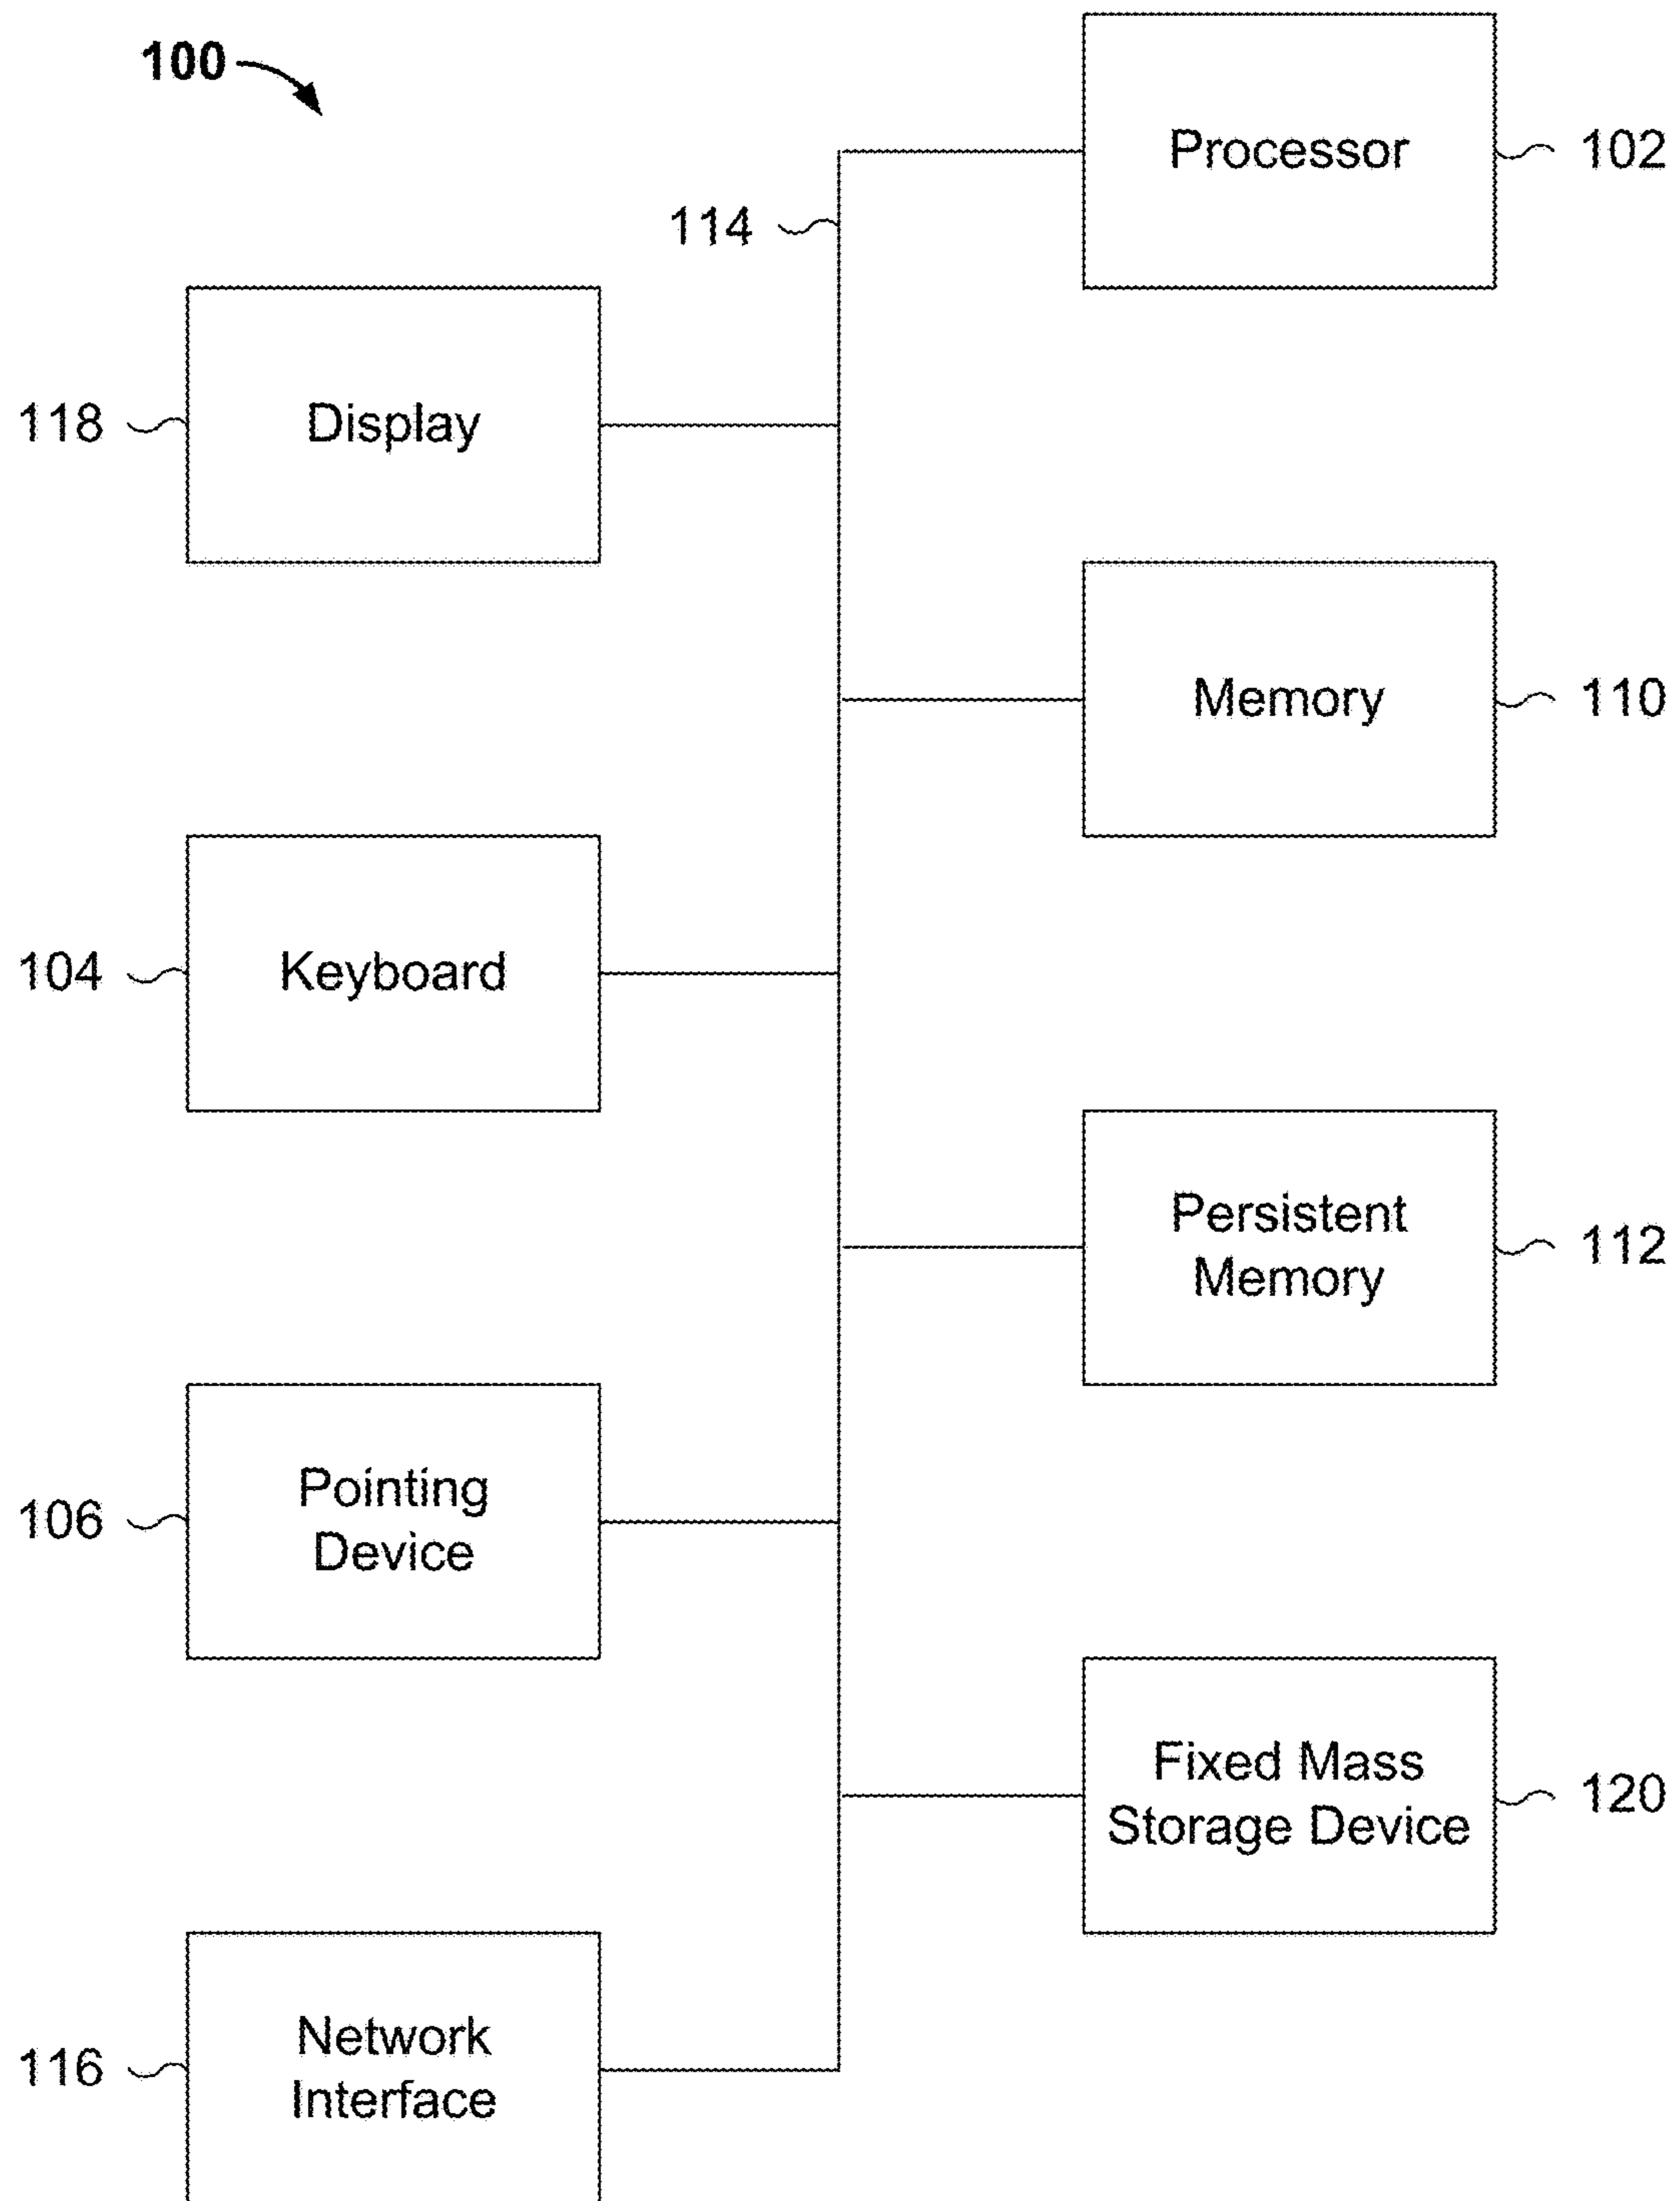 100
Processor
102
114
118
Display
Memory
110
104
Keyboard
Persistent
Memory
112
106
Pointing
Device
Fixed Mass
Storage Device
120
116
Network
Interface